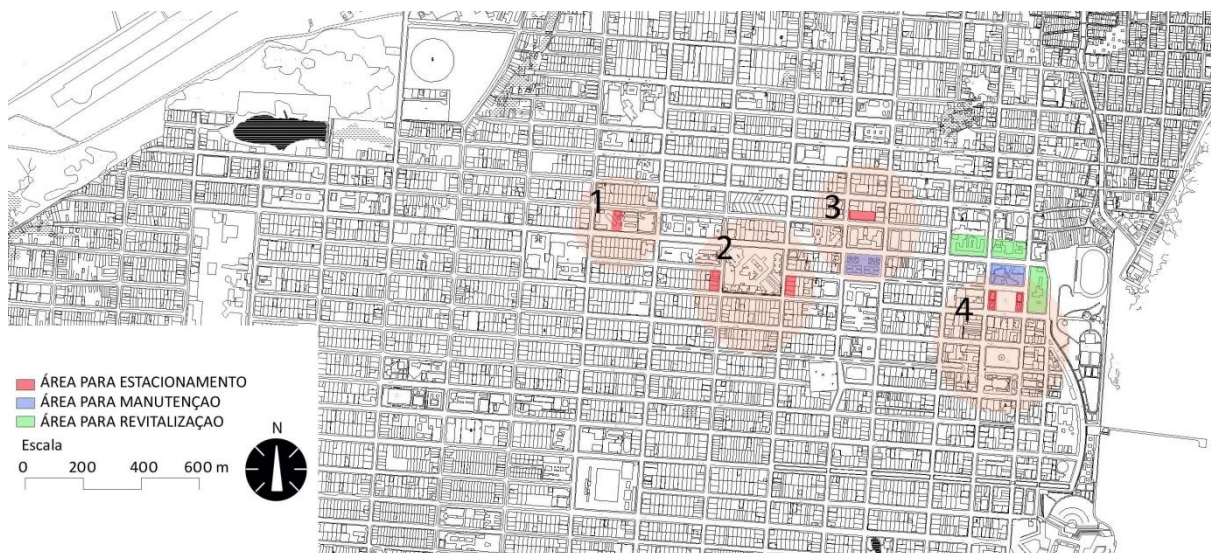 1
2
3
4
ÁREA PARA ESTACIONAMENTO
ÁREA PARA MANUTENÇAO
ÁREA PARA REVITALIZAÇAO
Escala
0 200 400 600 m
N